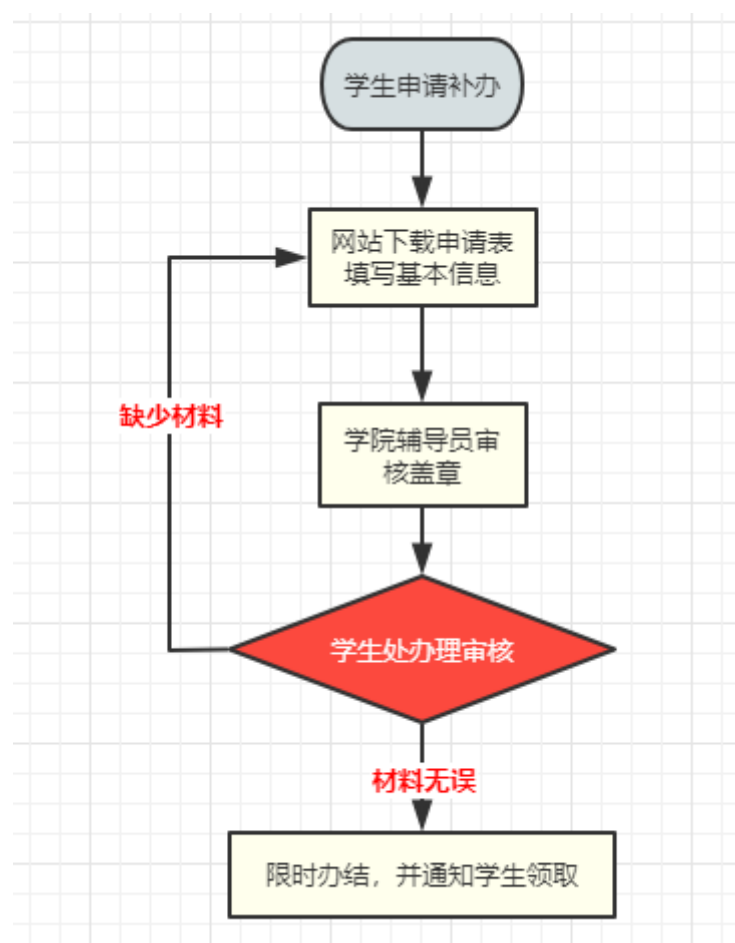 学生申请补办
网站下载申请表
填写基本信息
缺少材料
学院辅导员审
核盖章
学生处办理审核
材料无误
限时办结，并通知学生领取